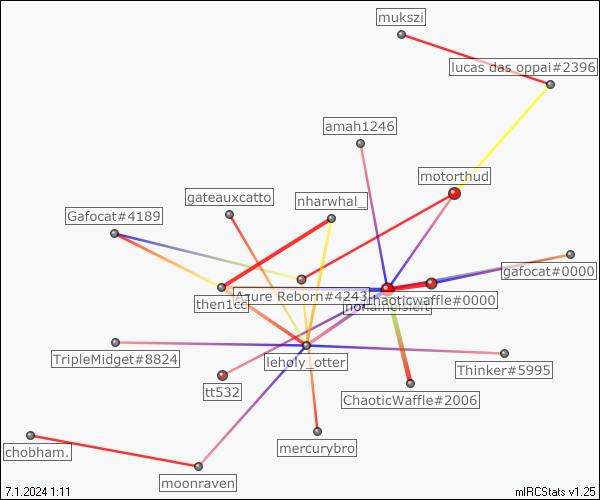 mukszi
lucas das oppai#2396
amah1246
motorthud
gateauxcatto
nharwhal_
Gafocat#4189
gafocat#0000
Azure Reborn#4243
chaoticwaffle#0000
then1cc
TripleMidget#8824
leholy_otter
Thinker#5995
tt532
ChaoticWaffle#2006
chobham.
mercurybro
moonraven
7.1.2024 1:11
mIRCStats v1.25